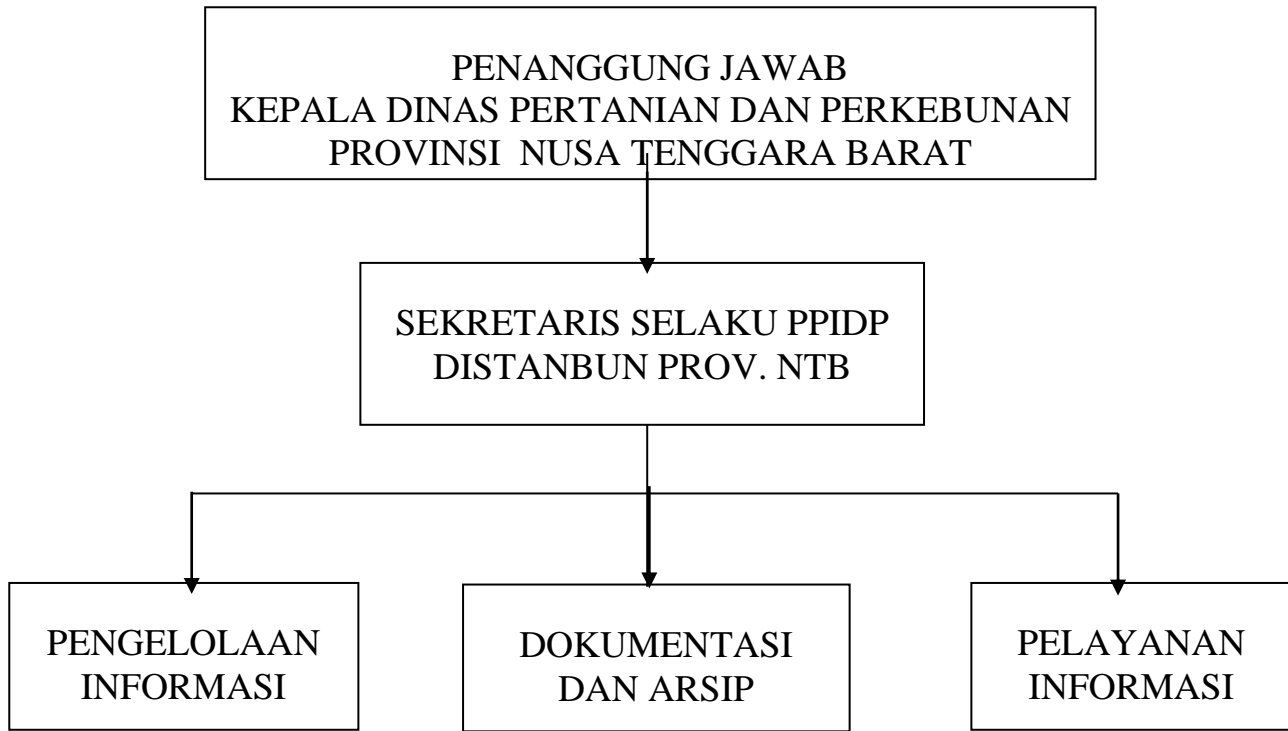 PENANGGUNG JAWAB
KEPALA DINAS PERTANIAN DAN PERKEBUNAN
PROVINSI NUSA TENGGARA BARAT
SEKRETARIS SELAKU PPIDP
DISTANBUN PROV. NTB
PENGELOLAAN
INFORMASI
DOKUMENTASI
DAN ARSIP
PELAYANAN
INFORMASI